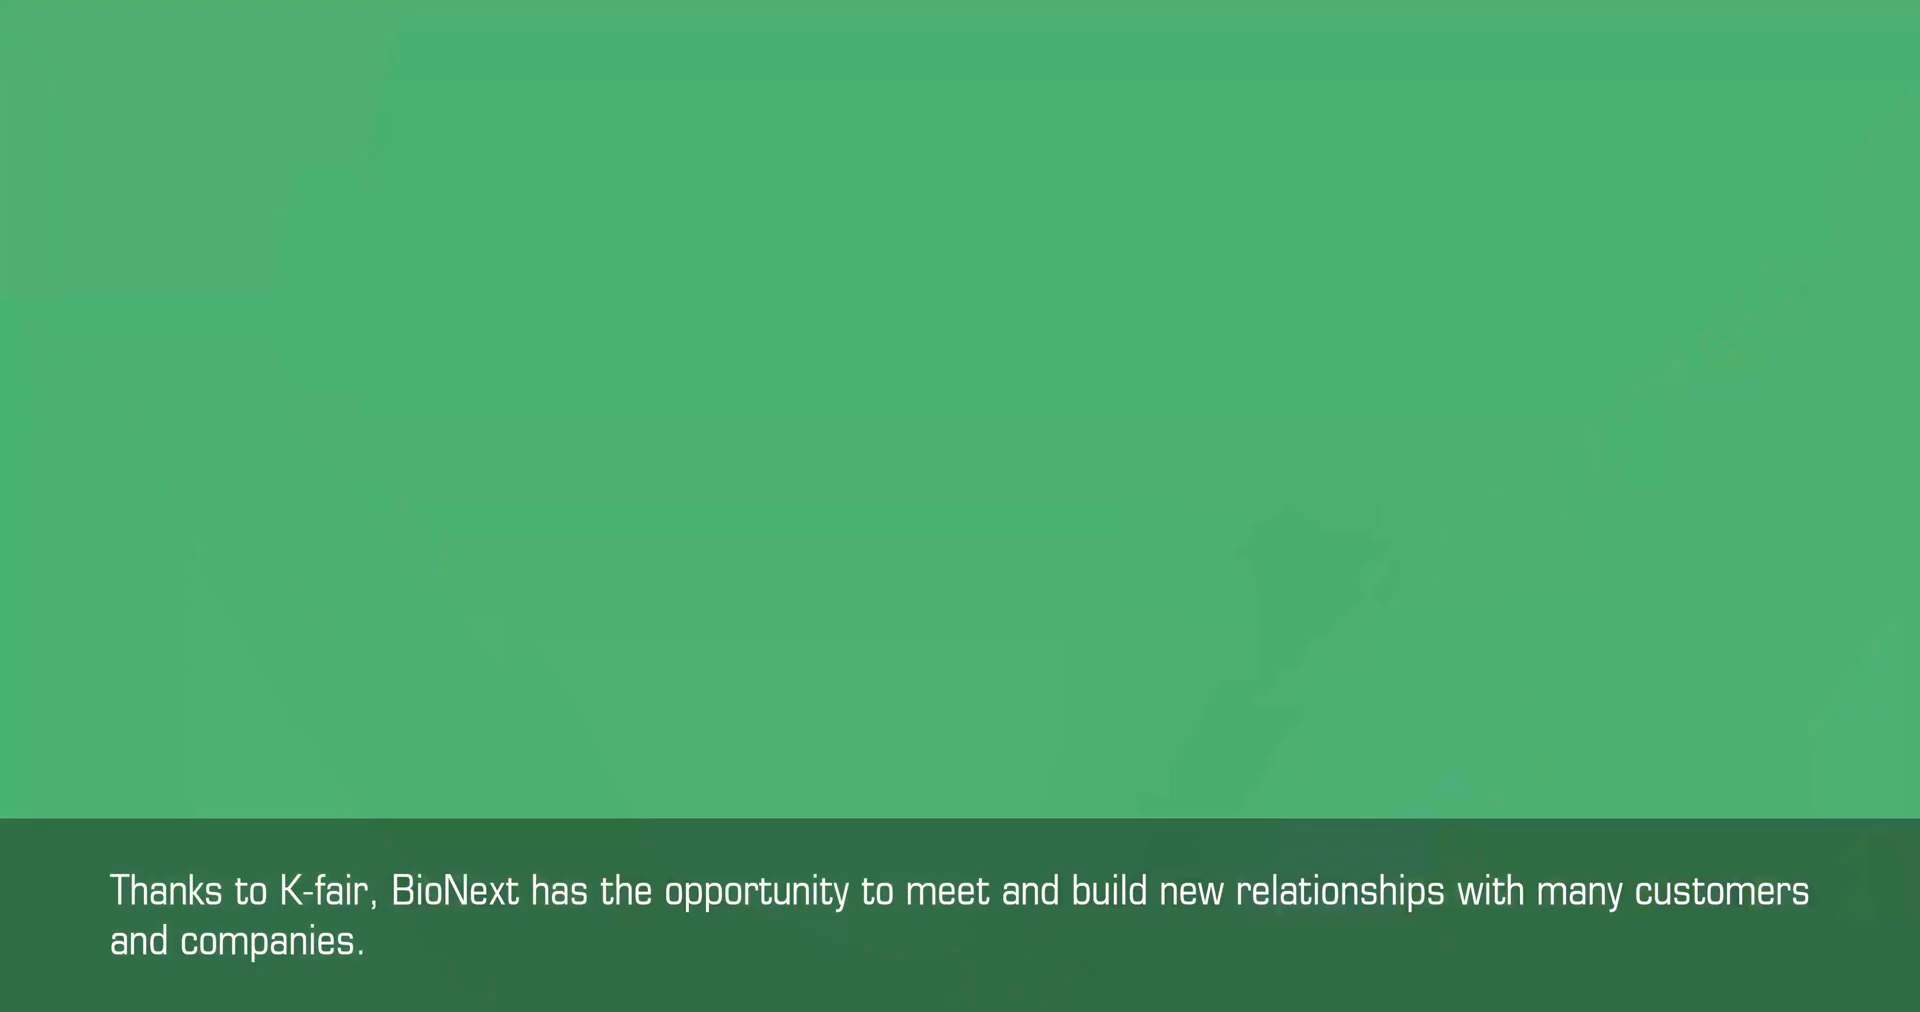 Thanks to K-fair, BioNext has the opportunity to meet and build new relationships with many customers
and companies.